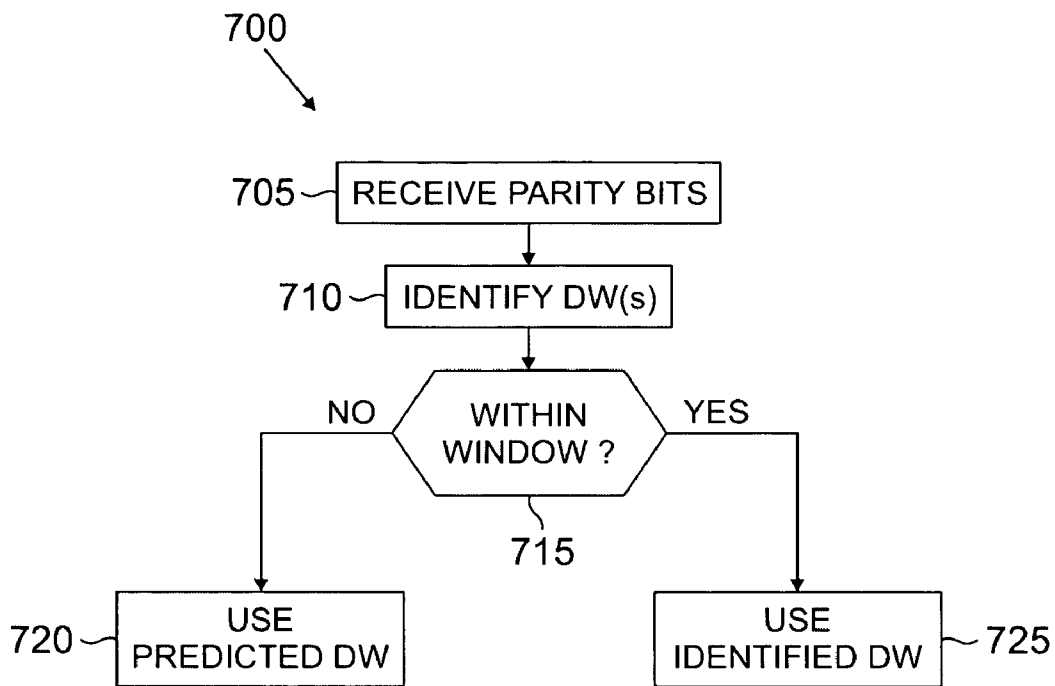 700
705
RECEIVE PARITY BITS
710
IDENTIFY DW(s)
NO
WITHIN
WINDOW ?
YES
715
720
USE
PREDICTED DW
USE
IDENTIFIED DW
725